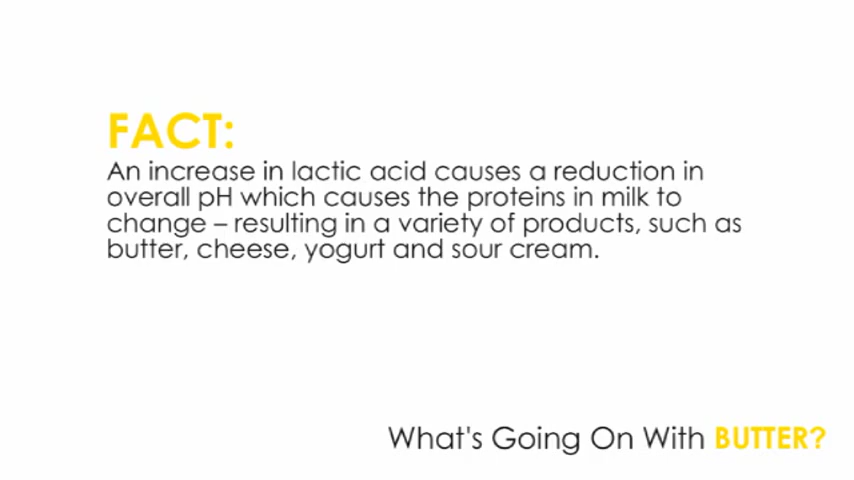 FACT:
An increase in lactic acid causes a reduction in
overall pH which causes the proteins in milk to
change – resulting in a variety of products, such as
butter, cheese, yogurt and sour cream.
What's Going On With BUTTER?